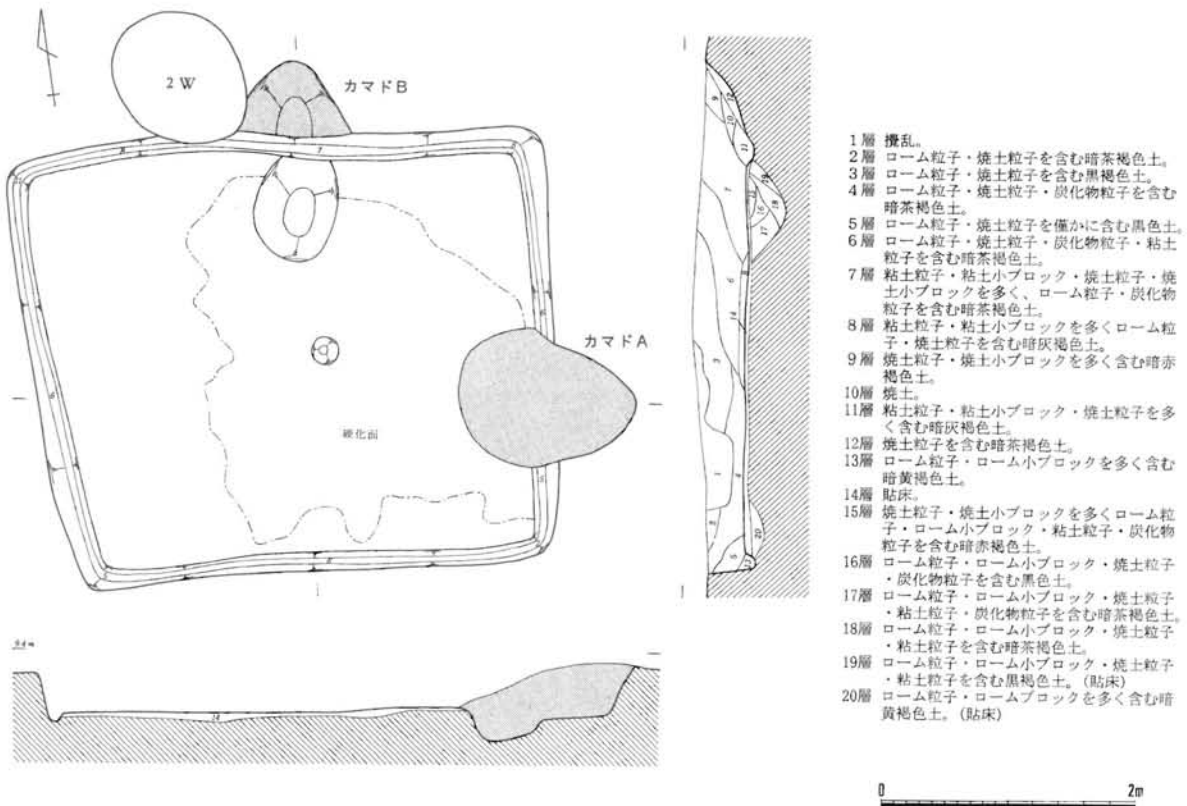 2 W
カマドB
カマドA
硬化面
1層 攪乱。
2層 ローム粒子・焼土粒子を含む暗茶褐色土。
3層 ローム粒子・焼土粒子を含む黒褐色土。
4層 ローム粒子・焼土粒子・炭化物粒子を含む
暗茶褐色土。
5層 ローム粒子・焼土粒子を僅かに含む黒色土。
6層 ローム粒子・焼土粒子・炭化物粒子・粘土
粒子を含む暗茶褐色土。
7層 粘土粒子・粘土小ブロック・焼土粒子・焼
土小ブロックを多く、ローム粒子・炭化物
粒子を含む暗茶褐色土。
8層 粘土粒子・粘土小ブロックを多くローム粒
子・焼土粒子を含む暗灰褐色土。
9層 焼土粒子・焼土小ブロックを多く含む暗赤
褐色土。
10層 焼土。
11層 粘土粒子・粘土小ブロック・焼土粒子を多
く含む暗灰褐色土。
12層 焼土粒子を含む暗茶褐色土。
13層 ローム粒子・ローム小ブロックを多く含む
暗黄褐色土。
14層 貼床。
15層 焼土粒子・焼土小ブロックを多くローム粒
子・ローム小ブロック・粘土粒子・炭化物
粒子を含む暗赤褐色土。
16層 ローム粒子・ローム小ブロック・焼土粒子
・炭化物粒子を含む黒色土。
17層 ローム粒子・ローム小ブロック・焼土粒子
・粘土粒子・炭化物粒子を含む暗茶褐色土。
18層 ローム粒子・ローム小ブロック・焼土粒子
・粘土粒子を含む暗茶褐色土。
19層 ローム粒子・ローム小ブロック・焼土粒子
・粘土粒子を含む黒褐色土。(貼床)
20層 ローム粒子・ロームブロックを多く含む暗
黄褐色土。(貼床)
0 2m